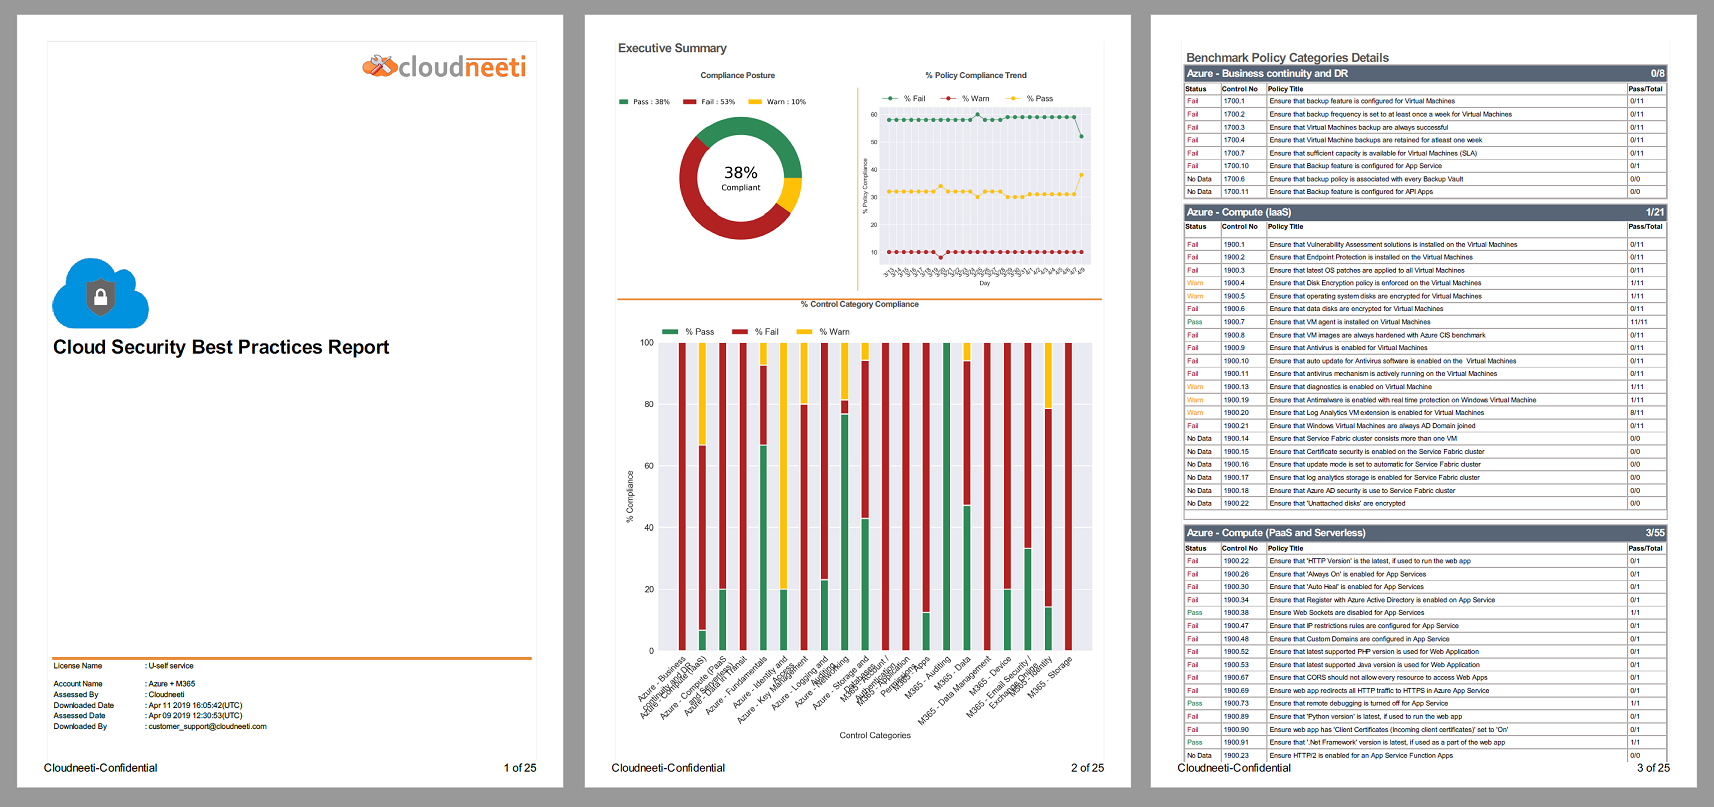 cloudneeti
Cloud Security Best Practices Report
License Name : U-self service
Account Name : Azure + M365
Assessed By : Cloudneeti
Downloaded Date : Apr 11 2019 16:05:42(UTC)
Assessed Date : Apr 09 2019 12:30:53(UTC)
Downloaded By : customer_support@cloudneeti.com
Cloudneeti-Confidential 1 of 25
Executive Summary
Compliance Posture
Pass : 38% Fail : 53% Warn : 10%
38%
Compliant
% Policy Compliance Trend
% Fail % Warn % Pass
60
50
40
30
20
10
% Policy Compliance
Day
% Control Category Compliance
% Pass % Fail % Warn
100
80
60
40
20
0
% Compliance
Azure - Business continuity and DR
Azure - Compute (IaaS)
Azure - Compute (PaaS and Serverless)
Azure - Data in Transit
Azure - Fundamentals
Azure - Identity and Access
Azure - Key Management
Azure - Logging and Auditing
Azure - Networking
Azure - Storage and Databases
M365 - Account / Authentication
M365 - Application Permissions
M365 - Apps
M365 - Auditing
M365 - Data
M365 - Data Management
M365 - Device
M365 - Email Security / Exchange Online
M365 - Identity
M365 - Storage
Control Categories
Cloudneeti-Confidential 2 of 25
Benchmark Policy Categories Details
Azure - Business continuity and DR 0/8
Status Control No Policy Title Pass/Total
Fail 1700.1 Ensure that backup feature is configured for Virtual Machines 0/11
Fail 1700.2 Ensure that backup frequency is set to at least once a week for Virtual Machines 0/11
Fail 1700.3 Ensure that Virtual Machines backup are always successful 0/11
Fail 1700.4 Ensure that Virtual Machine backups are retained for atleast one week 0/11
Fail 1700.7 Ensure that sufficient capacity is available for Virtual Machines (SLA) 0/11
Fail 1700.10 Ensure that Backup feature is configured for App Service 0/1
No Data 1700.6 Ensure that backup policy is associated with every Backup Vault 0/0
No Data 1700.11 Ensure that Backup feature is configured for API Apps 0/0
Azure - Compute (IaaS) 1/21
Status Control No Policy Title Pass/Total
Fail 1900.1 Ensure that Vulnerability Assessment solutions is installed on the Virtual Machines 0/11
Fail 1900.2 Ensure that Endpoint Protection is installed on the Virtual Machines 0/11
Fail 1900.3 Ensure that latest OS patches are applied to all Virtual Machines 0/11
Warn 1900.4 Ensure that Disk Encryption policy is enforced on the Virtual Machines 1/11
Warn 1900.5 Ensure that operating system disks are encrypted for Virtual Machines 1/11
Fail 1900.6 Ensure that data disks are encrypted for Virtual Machines 0/11
Pass 1900.7 Ensure that VM agent is installed on Virtual Machines 11/11
Fail 1900.8 Ensure that VM images are always hardened with Azure CIS benchmark 0/11
Fail 1900.9 Ensure that Antivirus is enabled for Virtual Machines 0/11
Fail 1900.10 Ensure that auto update for Antivirus software is enabled on the Virtual Machines 0/11
Fail 1900.11 Ensure that antivirus mechanism is actively running on the Virtual Machines 0/11
Warn 1900.13 Ensure that diagnostics is enabled on Virtual Machine 1/11
Warn 1900.19 Ensure that Antimalware is enabled with real time protection on Windows Virtual Machine 1/11
Warn 1900.20 Ensure that Log Analytics VM extension is enabled for Virtual Machines 8/11
Fail 1900.21 Ensure that Windows Virtual Machines are always AD Domain joined 0/11
No Data 1900.14 Ensure that Service Fabric cluster consists more than one VM 0/0
No Data 1900.15 Ensure that Certificate security is enabled on the Service Fabric cluster 0/0
No Data 1900.16 Ensure that update mode is set to automatic for Service Fabric cluster 0/0
No Data 1900.17 Ensure that log analytics storage is enabled for Service Fabric cluster 0/0
No Data 1900.18 Ensure that Azure AD security is use to Service Fabric cluster 0/0
No Data 1900.22 Ensure that 'Unattached disks' are encrypted 0/0
Azure - Compute (PaaS and Serverless) 3/55
Status Control No Policy Title Pass/Total
Fail 1900.22 Ensure that 'HTTP Version' is the latest, if used to run the web app 0/1
Fail 1900.26 Ensure that 'Always On' is enabled for App Services 0/1
Fail 1900.30 Ensure that 'Auto Heal' is enabled for App Services 0/1
Fail 1900.34 Ensure that Register with Azure Active Directory is enabled on App Service 0/1
Pass 1900.38 Ensure Web Sockets are disabled for App Services 1/1
Fail 1900.47 Ensure that IP restrictions rules are configured for App Service 0/1
Fail 1900.48 Ensure that Custom Domains are configured in App Service 0/1
Fail 1900.52 Ensure that latest supported PHP version is used for Web Application 0/1
Fail 1900.53 Ensure that latest supported Java version is used for Web Application 0/1
Fail 1900.67 Ensure that CORS should not allow every resource to access Web Apps 0/1
Fail 1900.69 Ensure web app redirects all HTTP traffic to HTTPS in Azure App Service 0/1
Pass 1900.73 Ensure that remote debugging is turned off for App Service 1/1
Fail 1900.89 Ensure that 'Python version' is latest, if used to run the web app 0/1
Fail 1900.90 Ensure web app has 'Client Certificates (Incoming client certificates)' set to 'On' 0/1
Pass 1900.91 Ensure that '.Net Framework' version is latest, if used as a part of the web app 1/1
No Data 1900.23 Ensure HTTP/2 is enabled for an App Service Function Apps 0/0
Cloudneeti-Confidential 3 of 25